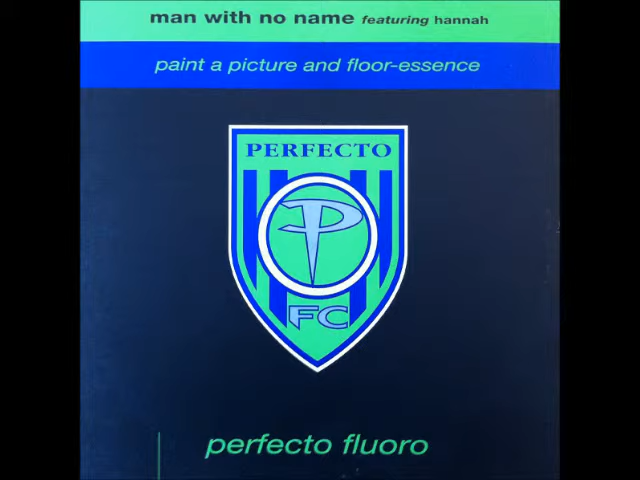 man with no name featuring hannah
paint a picture and floor-essence
PERFECTO
P
FC
perfecto fluoro